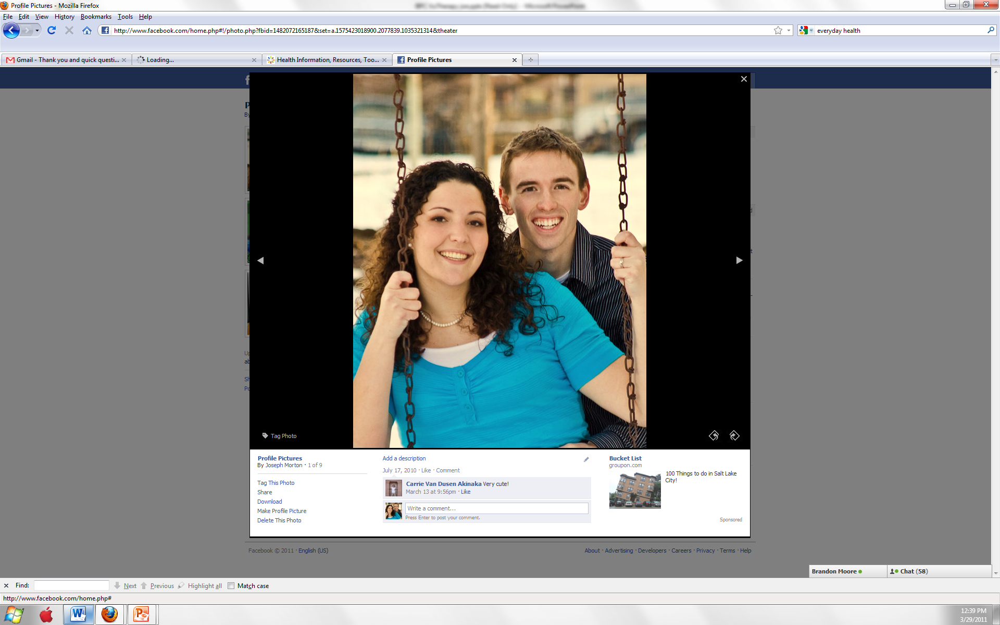 Profile Pictures - Mozilla Firefox
File Edit View History Bookmarks Tools Help
http://www.facebook.com/home.php#!/photo.php?fbid=1482072165187&set=a.1575423018900.2077839.1035321314&theater
everyday health
Gmail - Thank you and quick questi...
Loading...
Health Information, Resources, Too...
Profile Pictures
Tag Photo
Profile Pictures
By Joseph Morton · 1 of 9
Tag This Photo
Share
Download
Make Profile Picture
Delete This Photo
Add a description
July 17, 2010 · Like · Comment
Carrie Van Dusen Akinaka Very cute!
March 13 at 9:56pm · Like
Write a comment...
Press Enter to post your comment.
Bucket List
groupon.com
100 Things to do in Salt Lake
City!
Sponsored
Facebook © 2011 · English (US)
About · Advertising · Developers · Careers · Privacy · Terms · Help
Brandon Moore
Chat (58)
Find:
Next
Previous
Highlight all
Match case
http://www.facebook.com/home.php#
12:39 PM
3/29/2011